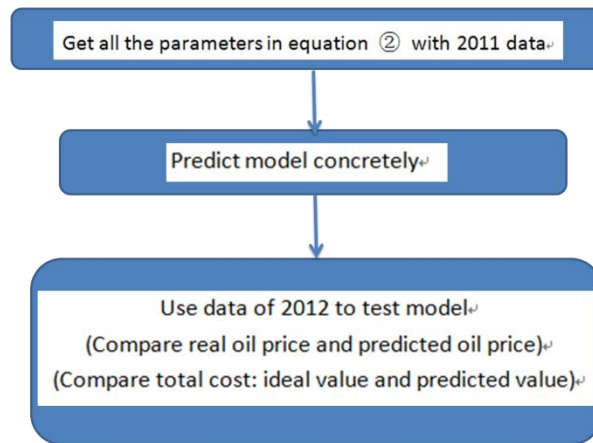 Get all the parameters in equation ② with 2011 data
Predict model concretely
Use data of 2012 to test model
(Compare real oil price and predicted oil price)
(Compare total cost: ideal value and predicted value)